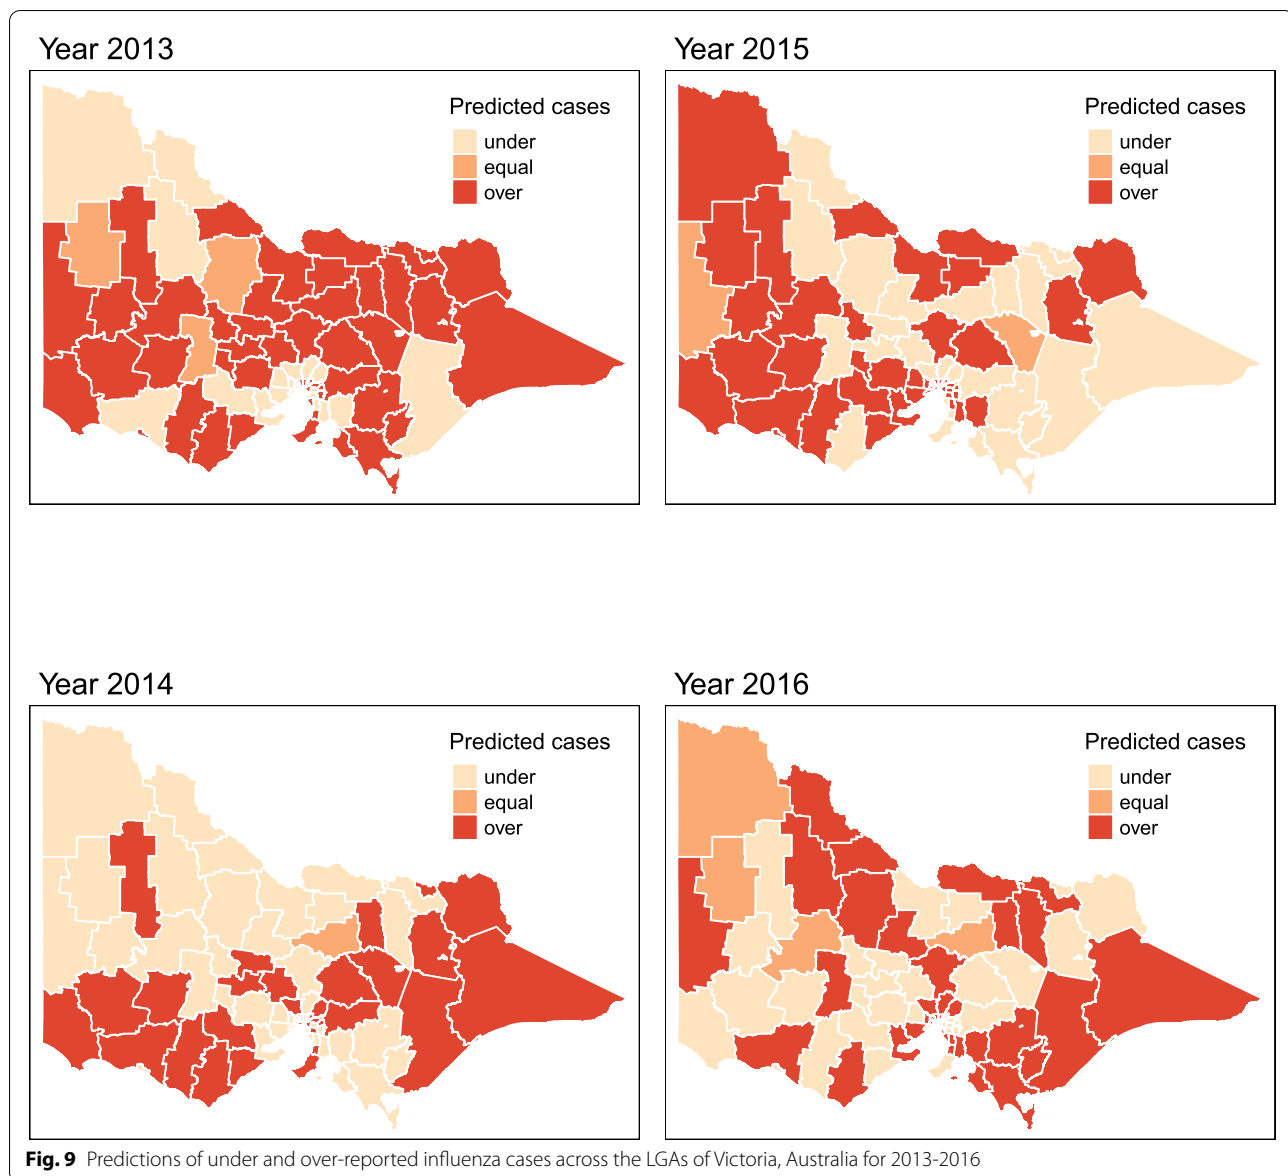 Year 2013
Predicted cases
under
equal
over
Year 2015
Predicted cases
under
equal
over
Year 2014
Predicted cases
under
equal
over
Year 2016
Predicted cases
under
equal
over
Fig. 9 Predictions of under and over-reported influenza cases across the LGAs of Victoria, Australia for 2013-2016